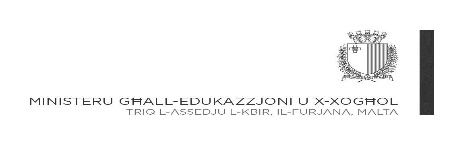 MINISTERU GĦALL-EDUKAZZJONI U X-XOGĦOL
TRIQ L-ASSEDJU L-KBIR, IL-FURJANA, MALTA